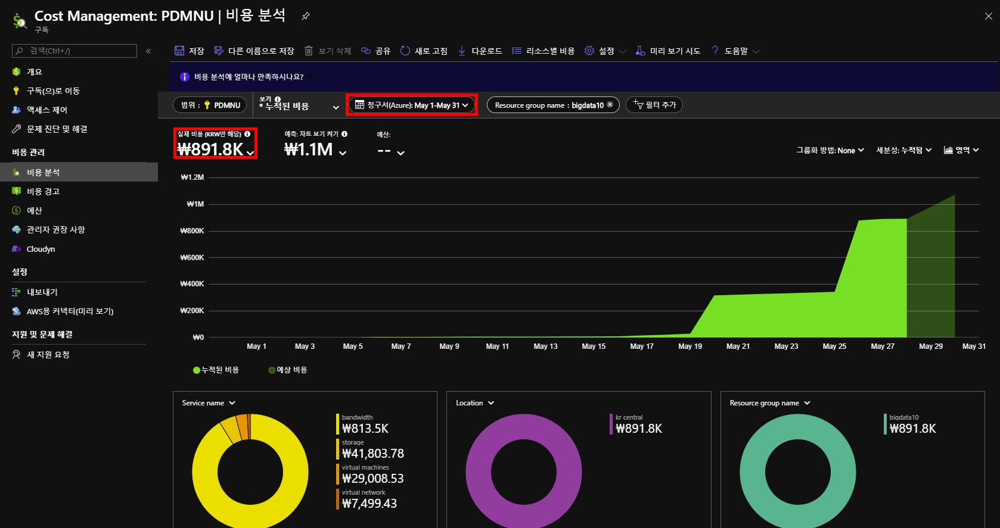 Cost Management: PDMNU | 비용 분석
구독
검색(Ctrl+/)
«
개요
구독(으)로 이동
액세스 제어
문제 진단 및 해결
비용 관리
비용 분석
비용 경고
예산
관리자 권장 사항
Cloudyn
설정
내보내기
AWS용 커넥터(미리 보기)
지원 및 문제 해결
새 지원 요청
저장
다른 이름으로 저장
보기 삭제
공유
새로 고침
다운로드
리소스별 비용
설정
미리 보기 시도
도움말
비용 분석에 얼마나 만족하시나요? →
범위 : PDMNU
보기
* 누적된 비용
청구서(Azure): May 1-May 31
Resource group name : bigdata10
필터 추가
실제 비용 (KRW만 해당)
₩891.8K
예측: 차트 보기 켜기
₩1.1M
예산:
--
그룹화 방법: None
세분성: 누적됨
영역
₩1.2M
₩1M
₩800K
₩600K
₩400K
₩200K
₩0
May 1 May 3 May 5 May 7 May 9 May 11 May 13 May 15 May 17 May 19 May 21 May 23 May 25 May 27 May 29 May 31
누적된 비용
예상 비용
Service name
bandwidth
₩813.5K
storage
₩41,803.78
virtual machines
₩29,008.53
virtual network
₩7,499.43
Location
kr central
₩891.8K
Resource group name
bigdata10
₩891.8K